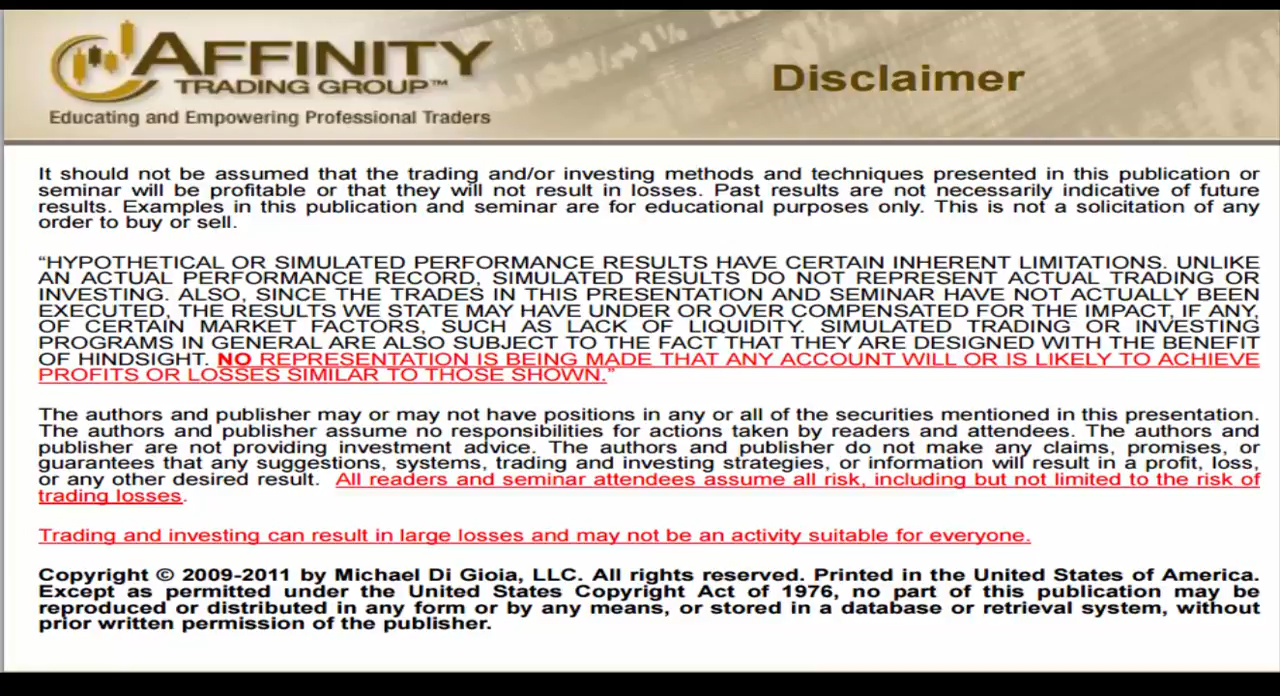 AFFINITY
TRADING GROUP™
Educating and Empowering Professional Traders
Disclaimer
It should not be assumed that the trading and/or investing methods and techniques presented in this publication or
seminar will be profitable or that they will not result in losses. Past results are not necessarily indicative of future
results. Examples in this publication and seminar are for educational purposes only. This is not a solicitation of any
order to buy or sell.
“HYPOTHETICAL OR SIMULATED PERFORMANCE RESULTS HAVE CERTAIN INHERENT LIMITATIONS. UNLIKE
AN ACTUAL PERFORMANCE RECORD, SIMULATED RESULTS DO NOT REPRESENT ACTUAL TRADING OR
INVESTING. ALSO, SINCE THE TRADES IN THIS PRESENTATION AND SEMINAR HAVE NOT ACTUALLY BEEN
EXECUTED, THE RESULTS WE STATE MAY HAVE UNDER OR OVER COMPENSATED FOR THE IMPACT, IF ANY,
OF CERTAIN MARKET FACTORS, SUCH AS LACK OF LIQUIDITY. SIMULATED TRADING OR INVESTING
PROGRAMS IN GENERAL ARE ALSO SUBJECT TO THE FACT THAT THEY ARE DESIGNED WITH THE BENEFIT
OF HINDSIGHT. NO REPRESENTATION IS BEING MADE THAT ANY ACCOUNT WILL OR IS LIKELY TO ACHIEVE
PROFITS OR LOSSES SIMILAR TO THOSE SHOWN.”
The authors and publisher may or may not have positions in any or all of the securities mentioned in this presentation.
The authors and publisher assume no responsibilities for actions taken by readers and attendees. The authors and
publisher are not providing investment advice. The authors and publisher do not make any claims, promises, or
guarantees that any suggestions, systems, trading and investing strategies, or information will result in a profit, loss,
or any other desired result. All readers and seminar attendees assume all risk, including but not limited to the risk of
trading losses.
Trading and investing can result in large losses and may not be an activity suitable for everyone.
Copyright © 2009-2011 by Michael Di Gioia, LLC. All rights reserved. Printed in the United States of America.
Except as permitted under the United States Copyright Act of 1976, no part of this publication may be
reproduced or distributed in any form or by any means, or stored in a database or retrieval system, without
prior written permission of the publisher.